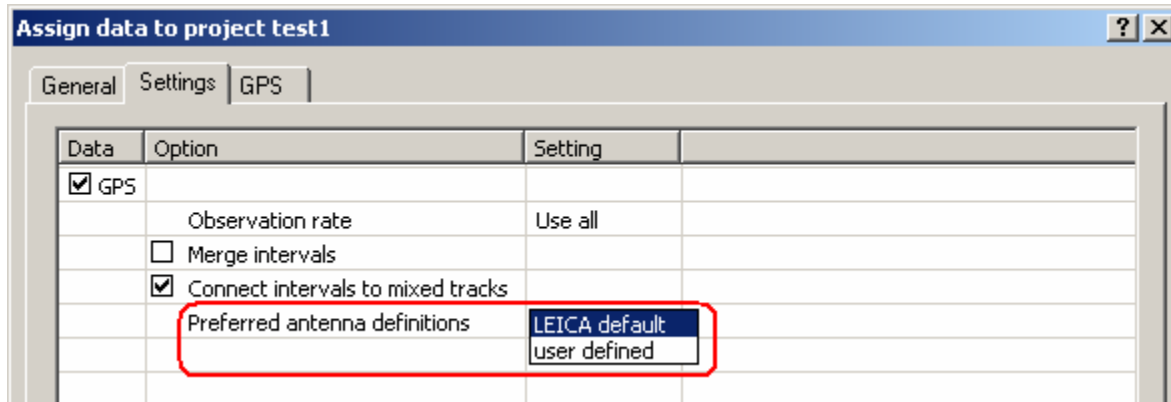 Assign data to project test1
General Settings GPS
Data Option Setting
GPS
Observation rate Use all
Merge intervals
Connect intervals to mixed tracks
Preferred antenna definitions LEICA default
user defined